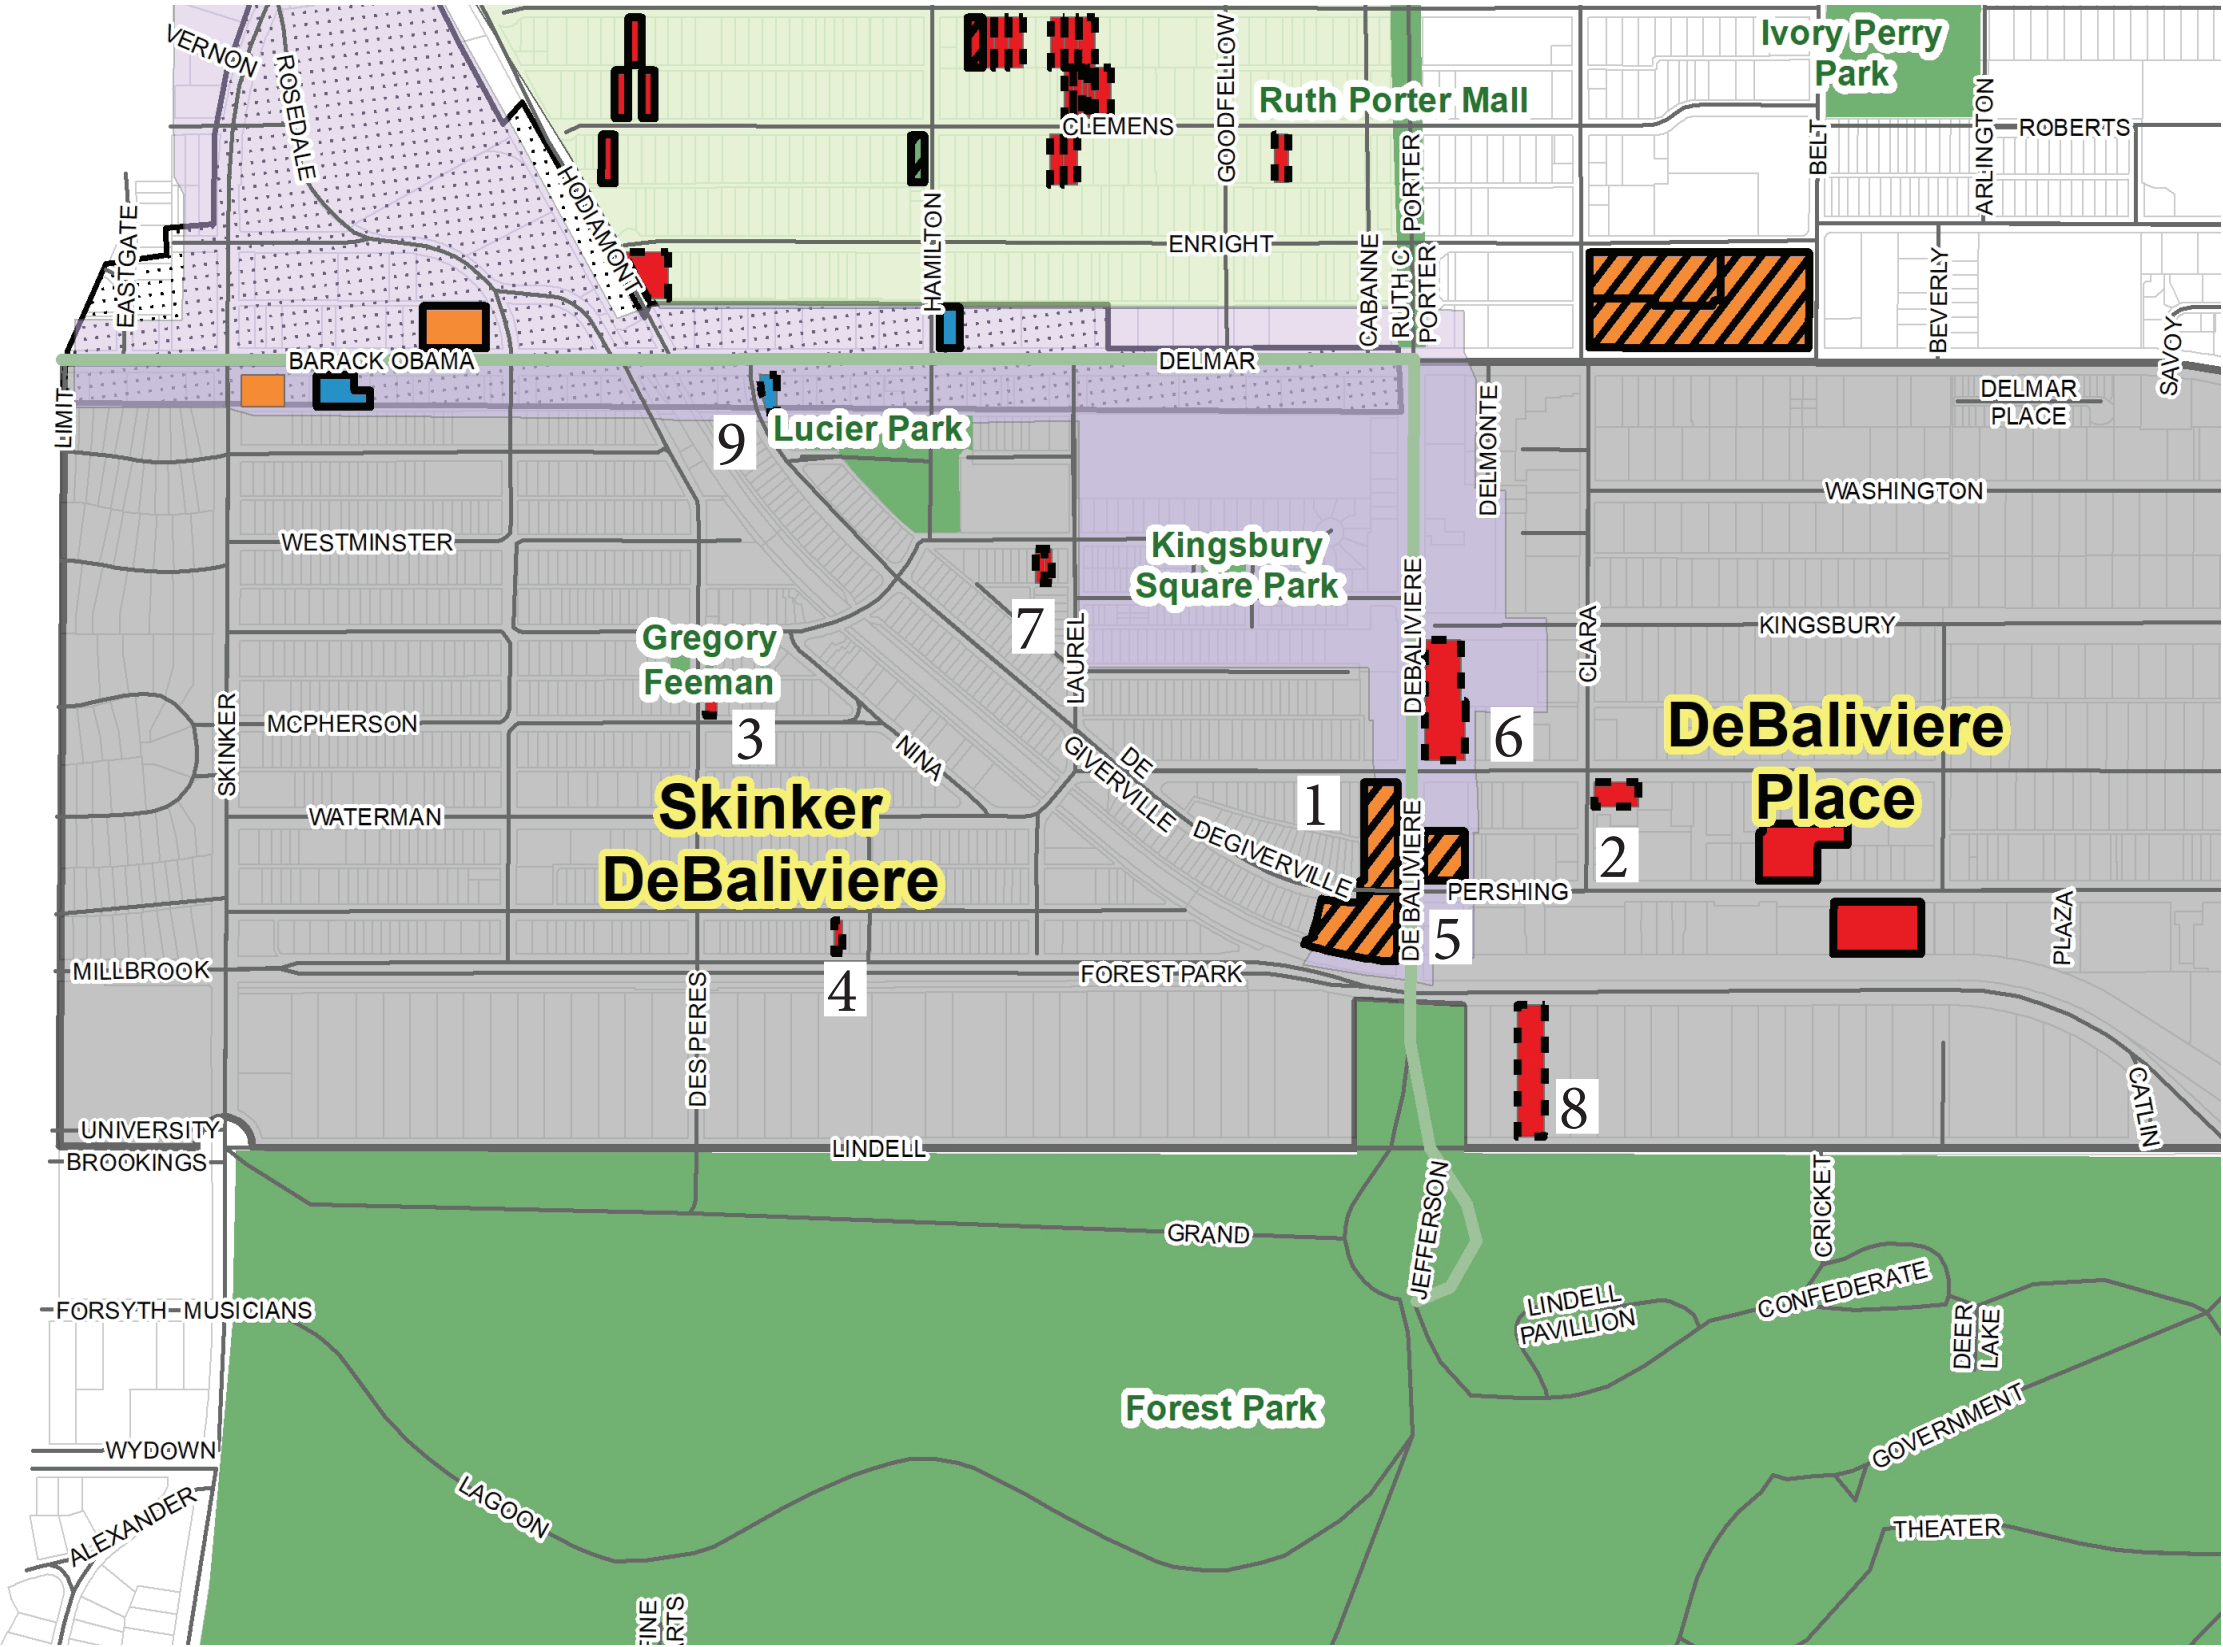 VERNON
ROSEDALE
Ivory Perry
Park
Ruth Porter Mall
GOODFELLOW
CLEMENS
ROBERTS
BELT
ARLINGTON
PORTER
EASTGATE
HODIAMONT
HAMILTON
ENRIGHT
CABANNE
RUTH C
PORTER
BEVERLY
SAVOY
BARACK OBAMA
DELMAR
LIMIT
DELMONTE
DELMAR
PLACE
9
Lucier Park
WASHINGTON
WESTMINSTER
Kingsbury
Square Park
DEBALIVIERE
7
LAUREL
CLARA
KINGSBURY
Gregory
Feeman
SKINKER
MCPHERSON
3
NINA
DE
GIVERVILLE
6
DeBaliviere
Place
Skinker
DeBaliviere
WATERMAN
1
DEGIVERVILLE
DEBALIVIERE
DE BALIVIERE
2
PERSHING
5
PLAZA
MILLBROOK
4
DES PERES
FOREST PARK
8
CATLIN
UNIVERSITY
BROOKINGS
LINDELL
GRAND
JEFFERSON
CRICKET
FORSYTH
MUSICIANS
LINDELL
PAVILLION
CONFEDERATE
DEER
LAKE
Forest Park
GOVERNMENT
WYDOWN
LAGOON
ALEXANDER
THEATER
FINE
ARTS